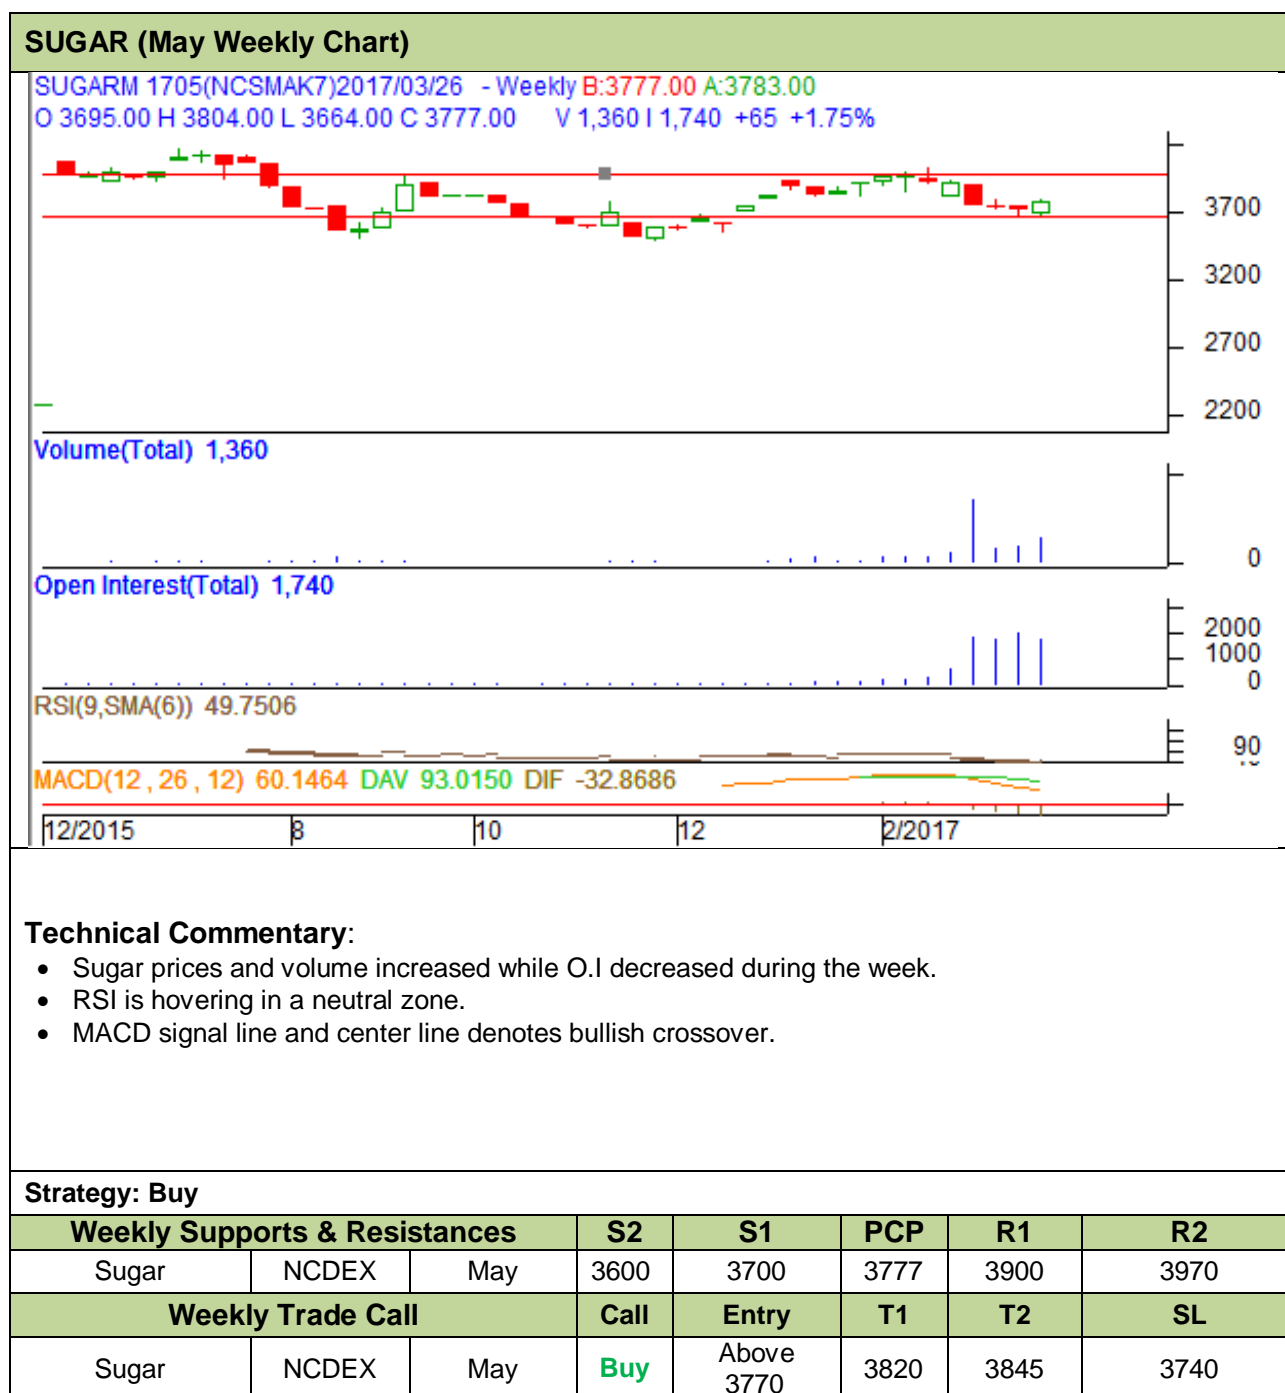 SUGAR (May Weekly Chart)
SUGARM 1705(NCSMAK7)2017/03/26 - Weekly B:3777.00 A:3783.00
O 3695.00 H 3804.00 L 3664.00 C 3777.00 V 1,360 I 1,740 +65 +1.75%
3700
3200
2700
2200
Volume(Total) 1,360
0
Open Interest(Total) 1,740
2000
1000
0
RSI(9,SMA(6)) 49.7506
90
MACD(12 , 26 , 12) 60.1464 DAV 93.0150 DIF -32.8686
12/2015 8 10 12 2/2017
Technical Commentary:
• Sugar prices and volume increased while O.I decreased during the week.
• RSI is hovering in a neutral zone.
• MACD signal line and center line denotes bullish crossover.
Strategy: Buy
Weekly Supports & Resistances S2 S1 PCP R1 R2
Sugar NCDEX May 3600 3700 3777 3900 3970
Weekly Trade Call Call Entry T1 T2 SL
Sugar NCDEX May Buy Above 3770 3820 3845 3740